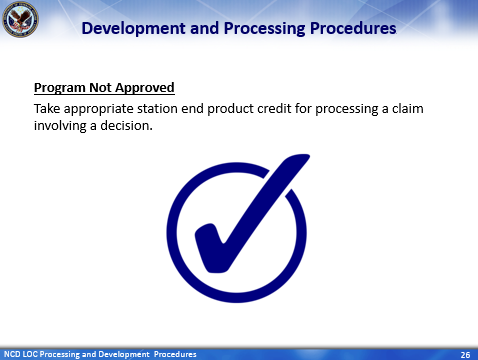 Development and Processing Procedures
Program Not Approved
Take appropriate station end product credit for processing a claim
involving a decision.
NCD LOC Processing and Development Procedures
26